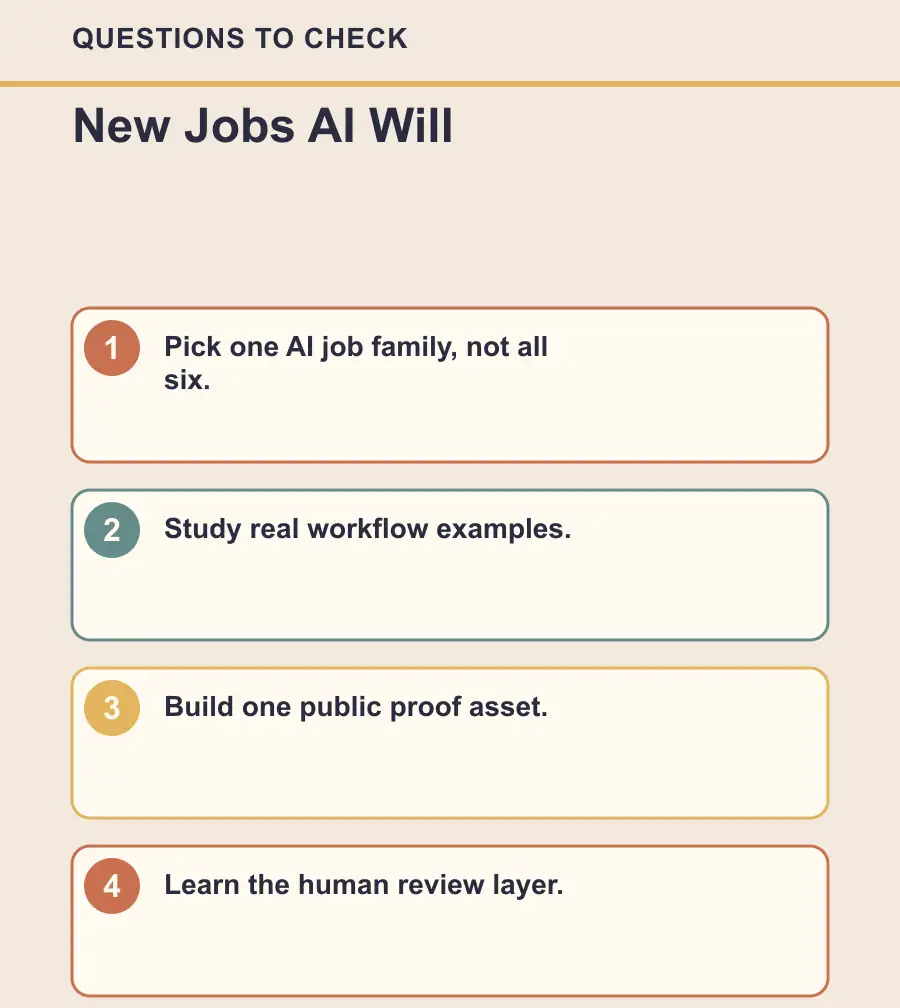 QUESTIONS TO CHECK
New Jobs AI Will
1
Pick one AI job family, not all
six.
2
Study real workflow examples.
3
Build one public proof asset.
4
Learn the human review layer.